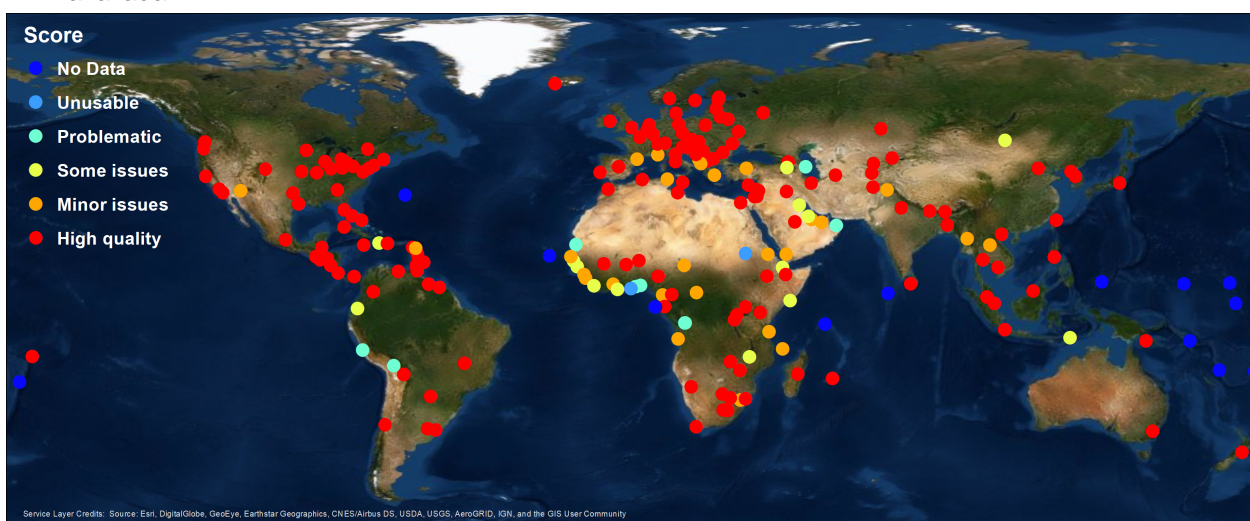 Score
No Data
Unusable
Problematic
Some issues
Minor issues
High quality
Service Layer Credits: Source: Esri, DigitalGlobe, GeoEye, Earthstar Geographics, CNES/Airbus DS, USDA, USGS, AeroGRID, IGN, and the GIS User Community